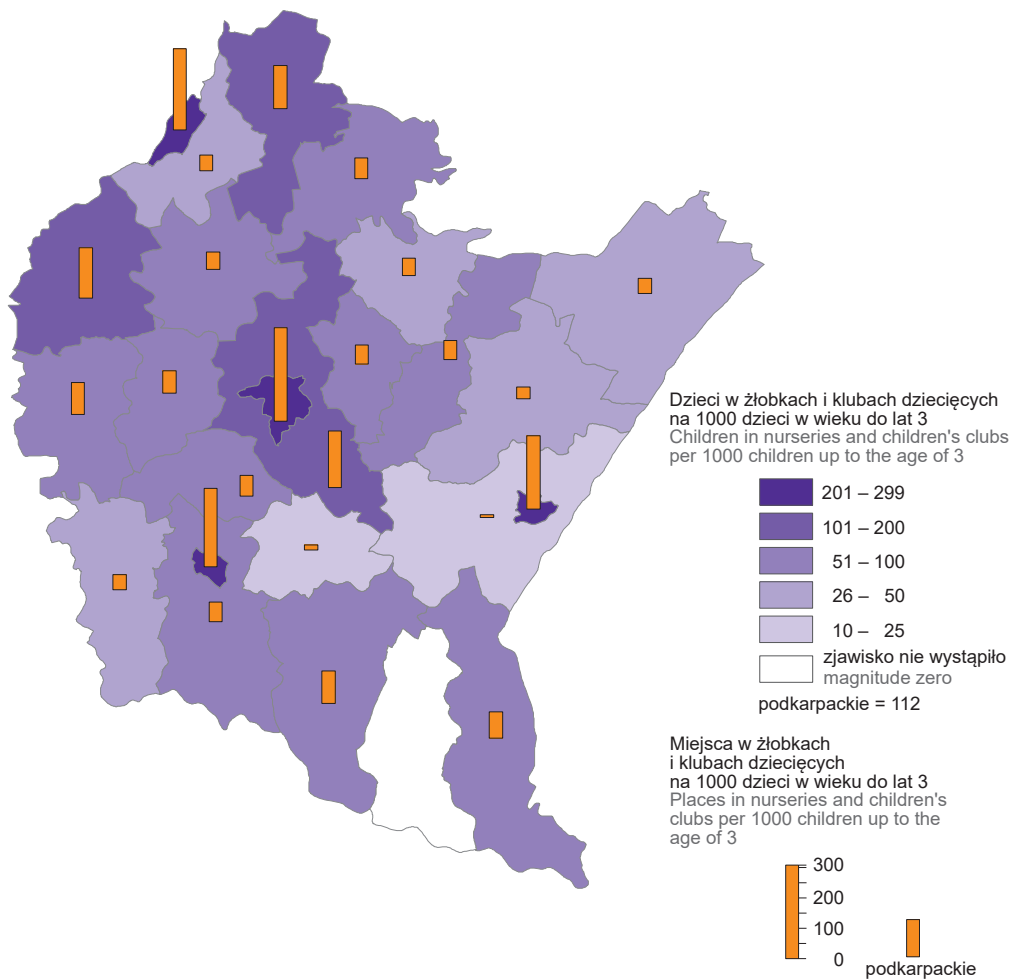 Dzieci w żłobkach i klubach dziecięcych
na 1000 dzieci w wieku do lat 3
Children in nurseries and children's clubs
per 1000 children up to the age of 3
201 – 299
101 – 200
51 – 100
26 – 50
10 – 25
zjawisko nie wystąpiło
magnitude zero
podkarpackie = 112
Miejsca w żłobkach
i klubach dziecięcych
na 1000 dzieci w wieku do lat 3
Places in nurseries and children's
clubs per 1000 children up to the
age of 3
300
200
100
0
podkarpackie